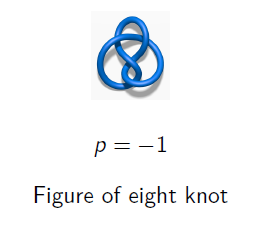 p = −1
Figure of eight knot